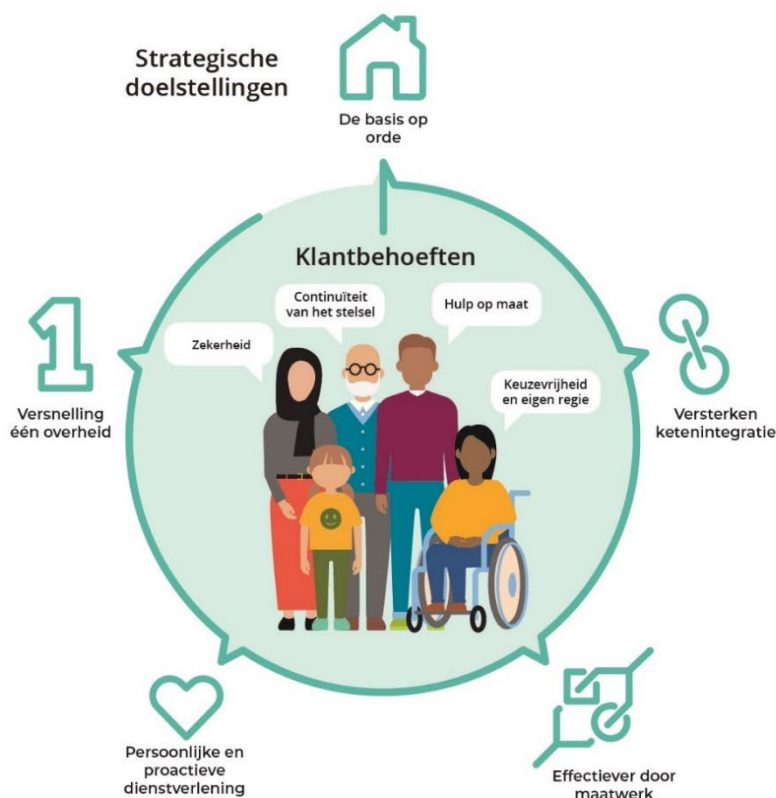 Strategische
doelstellingen
De basis op
orde
Klantbehoeften
Continuïteit
van het stelsel
Hulp op maat
Zekerheid
Keuzevrijheid
en eigen regie
1
Versnelling
één overheid
Versterken
ketenintegratie
Persoonlijke en
proactieve
dienstverlening
Effectiever door
maatwerk